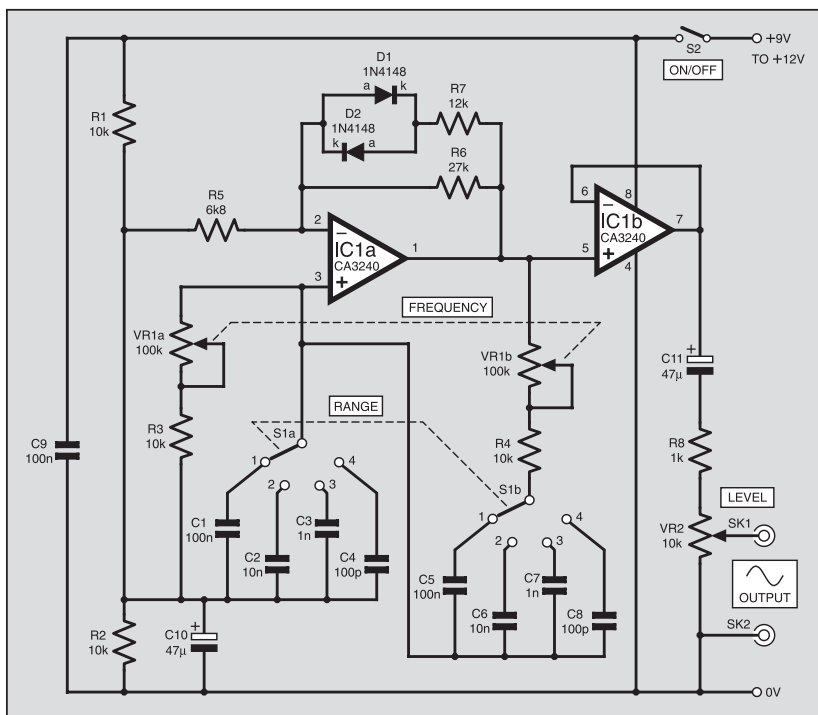 +9V
TO +12V
S2
ON/OFF
D1
1N4148
a
k
D2
1N4148
k
a
R7
12k
R6
27k
R1
10k
R5
6k8
2
−
IC1a
CA3240
3
+
1
6
−
8
IC1b
CA3240
7
5
+
4
FREQUENCY
VR1a
100k
VR1b
100k
C11
+
47µ
R3
10k
RANGE
R4
10k
R8
1k
C9
100n
S1a
1
4
2
3
S1b
1
4
2
3
LEVEL
VR2
10k
SK1
C1
100n
C2
10n
C3
1n
C4
100p
C5
100n
C6
10n
C7
1n
C8
100p
OUTPUT
R2
10k
+
C10
47µ
SK2
0V